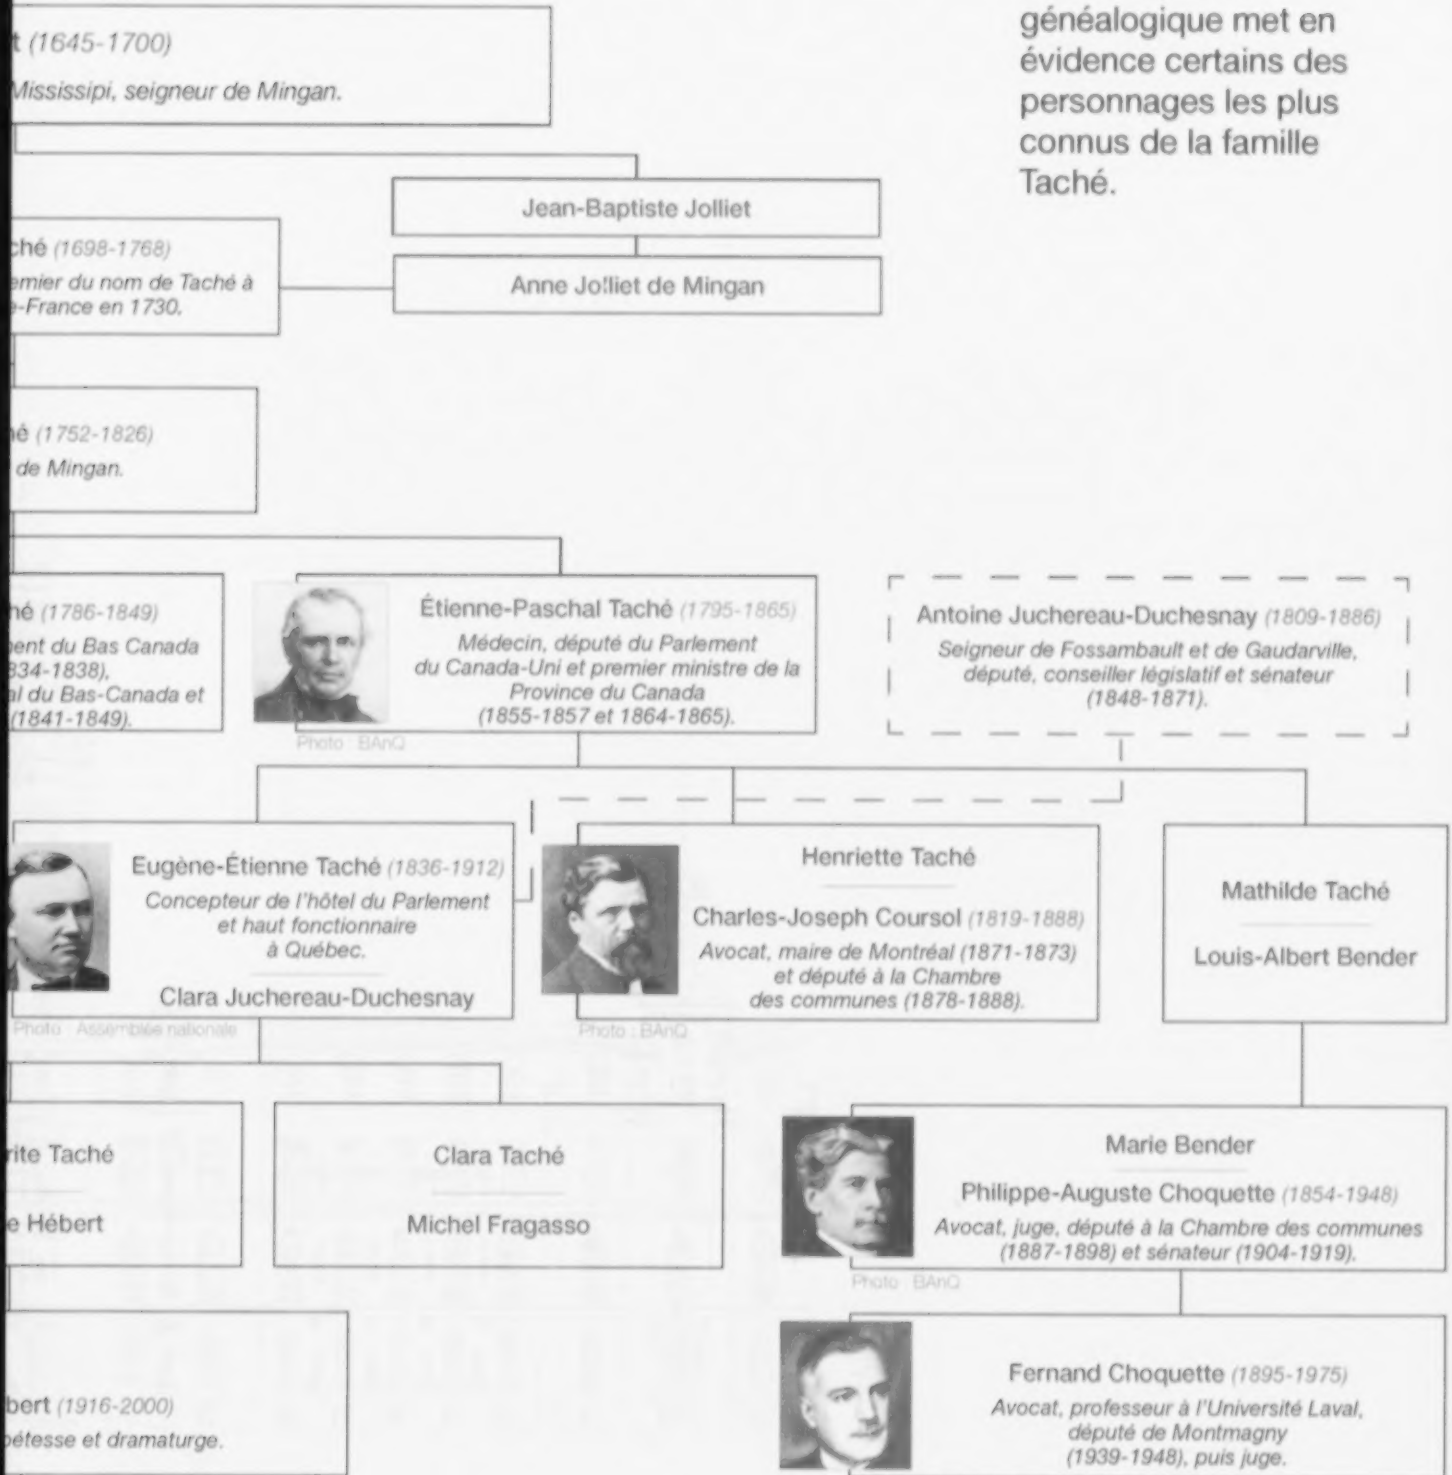 t (1645-1700)
Mississipi, seigneur de Mingan.
généalogique met en
évidence certains des
personnages les plus
connus de la famille
Taché.
Jean-Baptiste Jolliet
ché (1698-1768)
emier du nom de Taché à
e-France en 1730.
Anne Jolliet de Mingan
né (1752-1826)
de Mingan.
hé (1786-1849)
ment du Bas Canada
834-1838),
al du Bas-Canada et
(1841-1849).
Étienne-Paschal Taché (1795-1865)
Médecin, député du Parlement
du Canada-Uni et premier ministre de la
Province du Canada
(1855-1857 et 1864-1865).
Photo : BAnQ
Antoine Juchereau-Duchesnay (1809-1886)
Seigneur de Fossambault et de Gaudarville,
député, conseiller législatif et sénateur
(1848-1871).
Eugène-Étienne Taché (1836-1912)
Concepteur de l'hôtel du Parlement
et haut fonctionnaire
à Québec.
Clara Juchereau-Duchesnay
Photo : Assemblée nationale
Henriette Taché
Charles-Joseph Coursol (1819-1888)
Avocat, maire de Montréal (1871-1873)
et député à la Chambre
des communes (1878-1888).
Photo : BAnQ
Mathilde Taché
Louis-Albert Bender
rite Taché
e Hébert
Clara Taché
Michel Fragasso
Marie Bender
Philippe-Auguste Choquette (1854-1948)
Avocat, juge, député à la Chambre des communes
(1887-1898) et sénateur (1904-1919).
Photo : BAnQ
bert (1916-2000)
oétesse et dramaturge.
Fernand Choquette (1895-1975)
Avocat, professeur à l'Université Laval,
député de Montmagny
(1939-1948), puis juge.